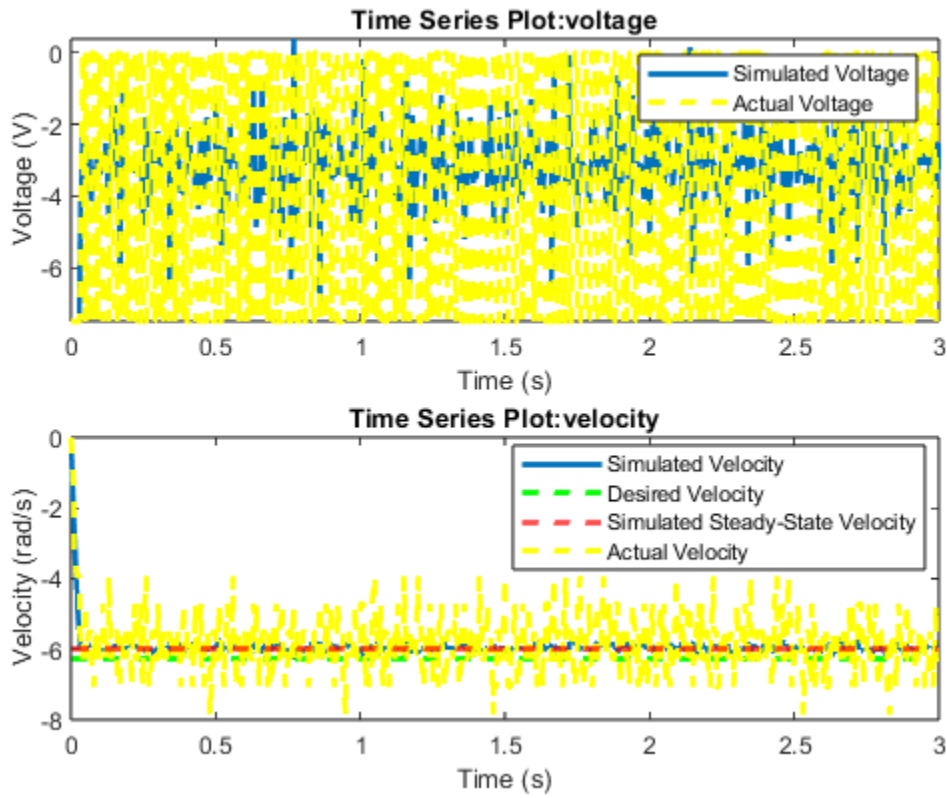 Time Series Plot:voltage
Simulated Voltage
Actual Voltage
Voltage (V)
0
-2
-4
-6
0 0.5 1 1.5 2 2.5 3
Time (s)
Time Series Plot:velocity
Simulated Velocity
Desired Velocity
Simulated Steady-State Velocity
Actual Velocity
Velocity (rad/s)
0
-2
-4
-6
-8
0 0.5 1 1.5 2 2.5 3
Time (s)